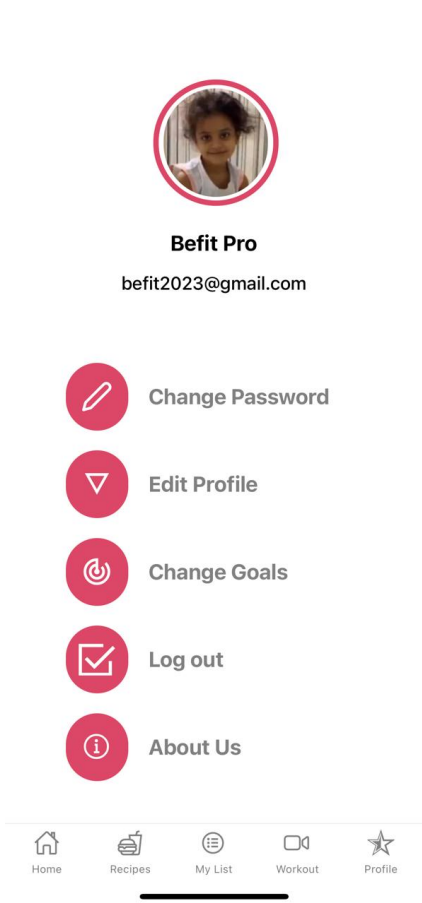 Befit Pro
befit2023@gmail.com
Change Password
Edit Profile
Change Goals
Log out
About Us
Home
Recipes
My List
Workout
Profile